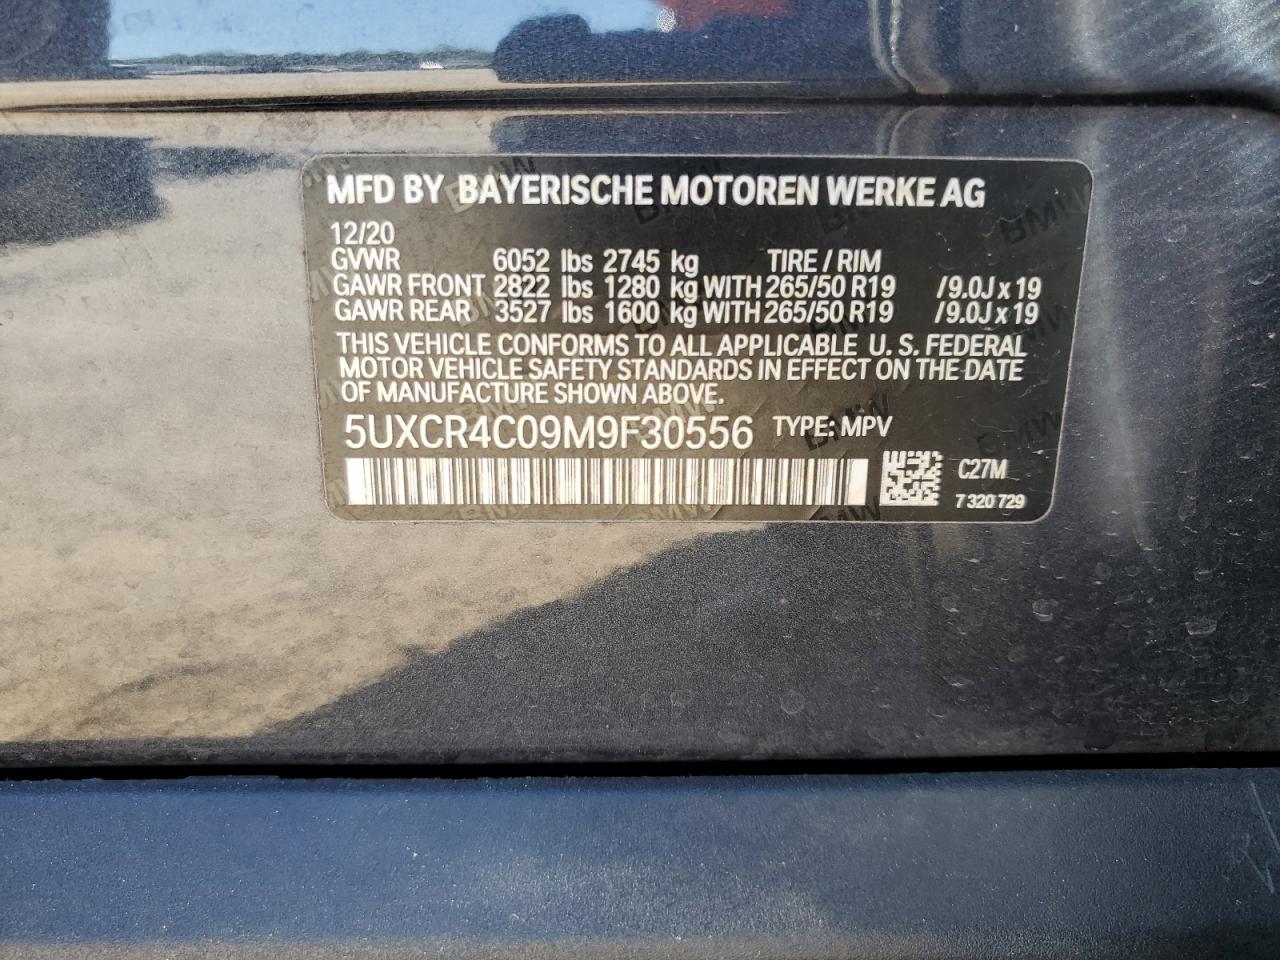 MFD BY BAYERISCHE MOTOREN WERKE AG
12/20
GVWR 6052 lbs 2745 kg TIRE / RIM
GAWR FRONT 2822 lbs 1280 kg WITH 265/50 R19 /9.0J x 19
GAWR REAR 3527 lbs 1600 kg WITH 265/50 R19 /9.0J x 19
THIS VEHICLE CONFORMS TO ALL APPLICABLE U. S. FEDERAL
MOTOR VEHICLE SAFETY STANDARDS IN EFFECT ON THE DATE
OF MANUFACTURE SHOWN ABOVE.
5UXCR4C09M9F30556 TYPE: MPV
C27M
7 320 729